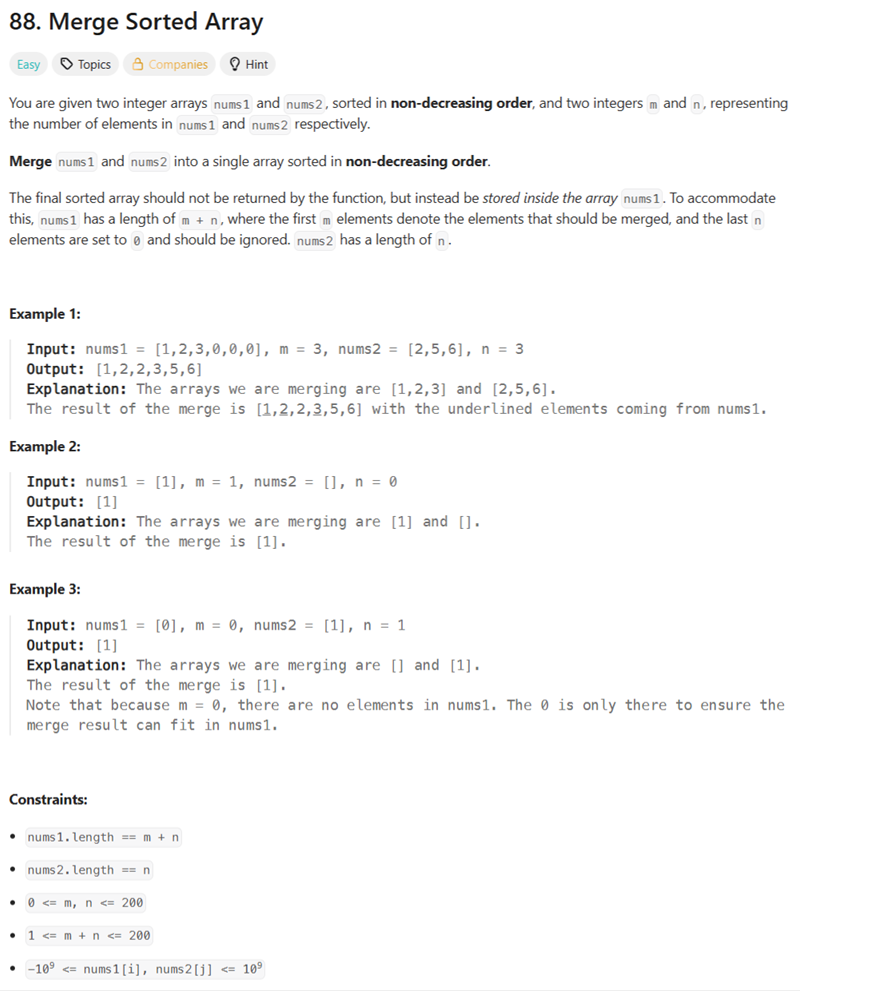 88. Merge Sorted Array
Easy Topics Companies Hint
You are given two integer arrays nums1 and nums2, sorted in non-decreasing order, and two integers m and n, representing
the number of elements in nums1 and nums2 respectively.
Merge nums1 and nums2 into a single array sorted in non-decreasing order.
The final sorted array should not be returned by the function, but instead be stored inside the array nums1. To accommodate
this, nums1 has a length of m + n, where the first m elements denote the elements that should be merged, and the last n
elements are set to 0 and should be ignored. nums2 has a length of n.
Example 1:
Input: nums1 = [1,2,3,0,0,0], m = 3, nums2 = [2,5,6], n = 3
Output: [1,2,2,3,5,6]
Explanation: The arrays we are merging are [1,2,3] and [2,5,6].
The result of the merge is [1,2,2,3,5,6] with the underlined elements coming from nums1.
Example 2:
Input: nums1 = [1], m = 1, nums2 = [], n = 0
Output: [1]
Explanation: The arrays we are merging are [1] and [].
The result of the merge is [1].
Example 3:
Input: nums1 = [0], m = 0, nums2 = [1], n = 1
Output: [1]
Explanation: The arrays we are merging are [] and [1].
The result of the merge is [1].
Note that because m = 0, there are no elements in nums1. The 0 is only there to ensure the
merge result can fit in nums1.
Constraints:
• nums1.length == m + n
• nums2.length == n
• 0 <= m, n <= 200
• 1 <= m + n <= 200
• -10⁹ <= nums1[i], nums2[j] <= 10⁹